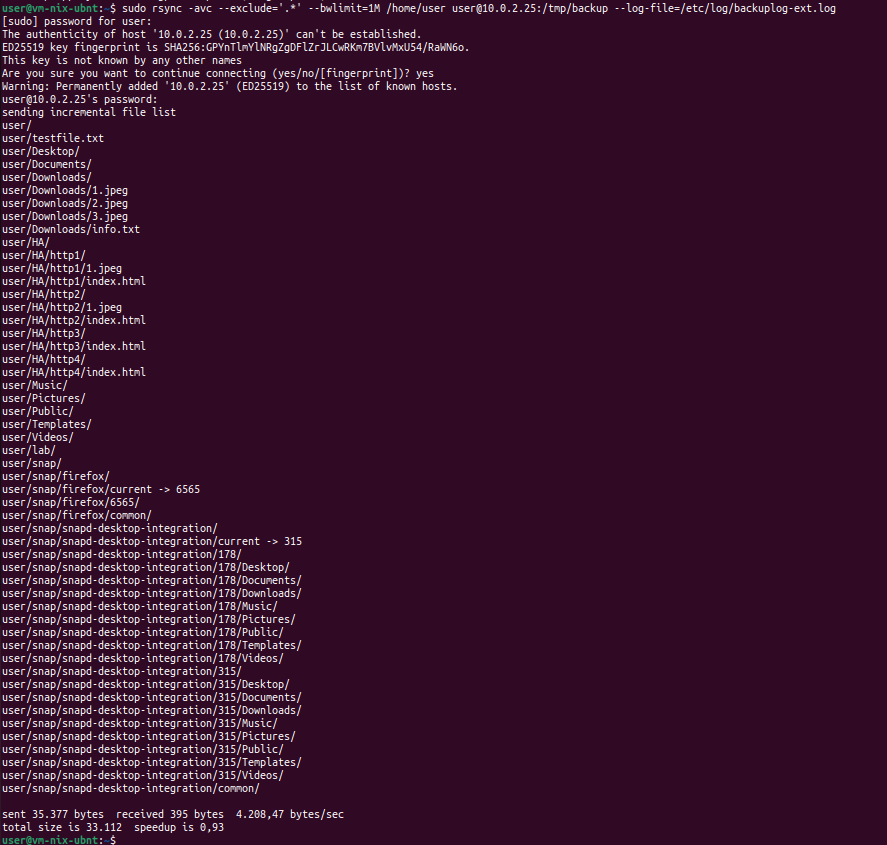 user@vm-nix-ubnt:~$ sudo rsync -avc --exclude='.*' --bwlimit=1M /home/user user@10.0.2.25:/tmp/backup --log-file=/etc/log/backuplog-ext.log
[sudo] password for user:
The authenticity of host '10.0.2.25 (10.0.2.25)' can't be established.
ED25519 key fingerprint is SHA256:GPYnTlmYlNRgZgDFlZrJLCwRKm7BVlvMxU54/RaWN6o.
This key is not known by any other names
Are you sure you want to continue connecting (yes/no/[fingerprint])? yes
Warning: Permanently added '10.0.2.25' (ED25519) to the list of known hosts.
user@10.0.2.25's password:
sending incremental file list
user/
user/testfile.txt
user/Desktop/
user/Documents/
user/Downloads/
user/Downloads/1.jpeg
user/Downloads/2.jpeg
user/Downloads/3.jpeg
user/Downloads/info.txt
user/HA/
user/HA/http1/
user/HA/http1/1.jpeg
user/HA/http1/index.html
user/HA/http2/
user/HA/http2/1.jpeg
user/HA/http2/index.html
user/HA/http3/
user/HA/http3/index.html
user/HA/http4/
user/HA/http4/index.html
user/Music/
user/Pictures/
user/Public/
user/Templates/
user/Videos/
user/lab/
user/snap/
user/snap/firefox/
user/snap/firefox/current -> 6565
user/snap/firefox/6565/
user/snap/firefox/common/
user/snap/snapd-desktop-integration/
user/snap/snapd-desktop-integration/current -> 315
user/snap/snapd-desktop-integration/178/
user/snap/snapd-desktop-integration/178/Desktop/
user/snap/snapd-desktop-integration/178/Documents/
user/snap/snapd-desktop-integration/178/Downloads/
user/snap/snapd-desktop-integration/178/Music/
user/snap/snapd-desktop-integration/178/Pictures/
user/snap/snapd-desktop-integration/178/Public/
user/snap/snapd-desktop-integration/178/Templates/
user/snap/snapd-desktop-integration/178/Videos/
user/snap/snapd-desktop-integration/315/
user/snap/snapd-desktop-integration/315/Desktop/
user/snap/snapd-desktop-integration/315/Documents/
user/snap/snapd-desktop-integration/315/Downloads/
user/snap/snapd-desktop-integration/315/Music/
user/snap/snapd-desktop-integration/315/Pictures/
user/snap/snapd-desktop-integration/315/Public/
user/snap/snapd-desktop-integration/315/Templates/
user/snap/snapd-desktop-integration/315/Videos/
user/snap/snapd-desktop-integration/common/
sent 35.377 bytes  received 395 bytes  4.208,47 bytes/sec
total size is 33.112  speedup is 0,93
user@vm-nix-ubnt:~$